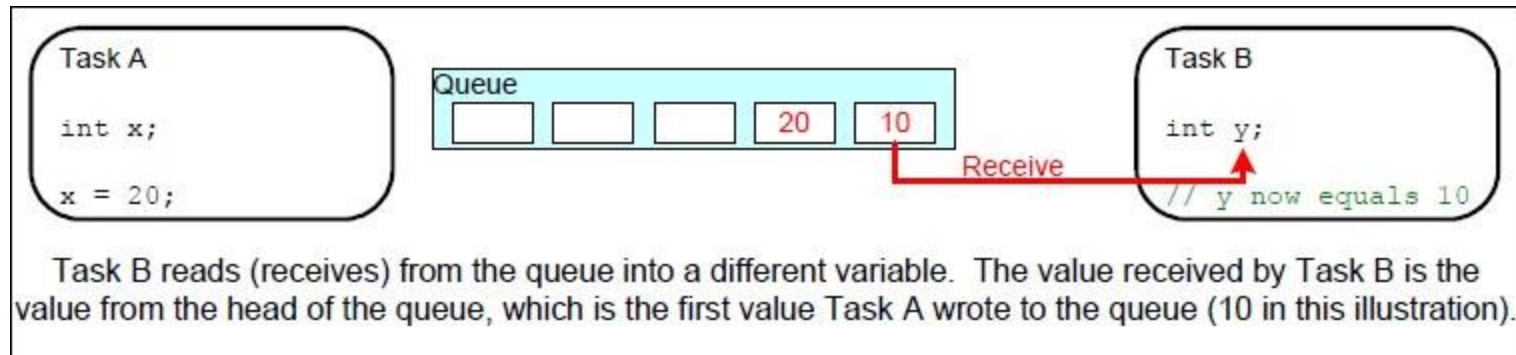 Task A
int x;
x = 20;
Queue
20
10
Receive
Task B
int y;
// y now equals 10
Task B reads (receives) from the queue into a different variable.  The value received by Task B is the
value from the head of the queue, which is the first value Task A wrote to the queue (10 in this illustration).